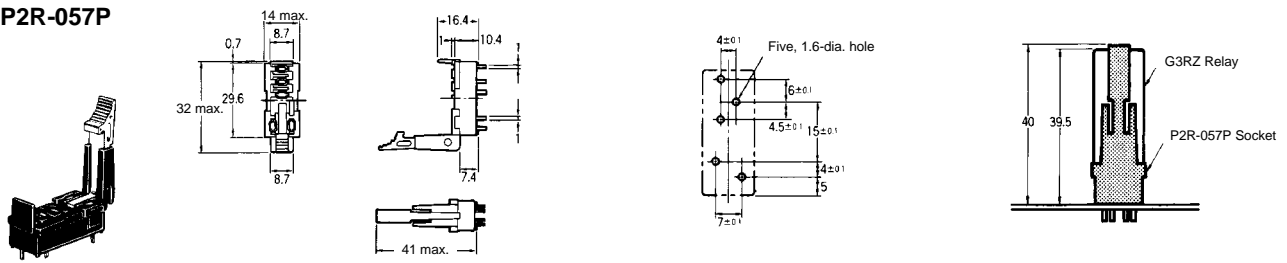 P2R-057P
14 max.
8.7
0.7
32 max.
29.6
8.7
16.4
1
10.4
1
1
7.4
41 max.
4±0.1
Five, 1.6-dia. hole
6±0.1
4.5±0.1
15±0.1
4±0.1
5
7±0.1
40
39.5
G3RZ Relay
P2R-057P Socket